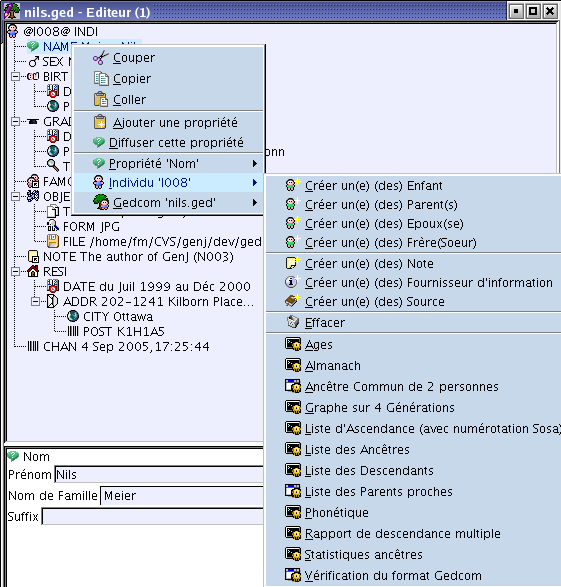 nils.ged - Editeur (1)
@I008@ INDI
NAME
SEX
BIRT
D
P
GRAD
D
P
onn
T
FAMC
OBJE
T
FORM JPG
FILE /home/fm/CVS/genj/dev/ged
NOTE The author of GenJ (N003)
RESI
DATE du Juil 1999 au Déc 2000
ADDR 202-1241 Kilborn Place...
CITY Ottawa
POST K1H1A5
CHAN 4 Sep 2005,17:25:44
Couper
Copier
Coller
Ajouter une propriété
Diffuser cette propriété
Propriété 'Nom'
Individu 'I008'
Gedcom 'nils.ged'
Créer un(e) (des) Enfant
Créer un(e) (des) Parent(s)
Créer un(e) (des) Epoux(se)
Créer un(e) (des) Frère(Soeur)
Créer un(e) (des) Note
Créer un(e) (des) Fournisseur d'information
Créer un(e) (des) Source
Effacer
Ages
Almanach
Ancêtre Commun de 2 personnes
Graphe sur 4 Générations
Liste d'Ascendance (avec numérotation Sosa)
Liste des Ancêtres
Liste des Descendants
Liste des Parents proches
Phonétique
Rapport de descendance multiple
Statistiques ancêtres
Vérification du format Gedcom
Nom
Prénom Nils
Nom de Famille Meier
Suffix